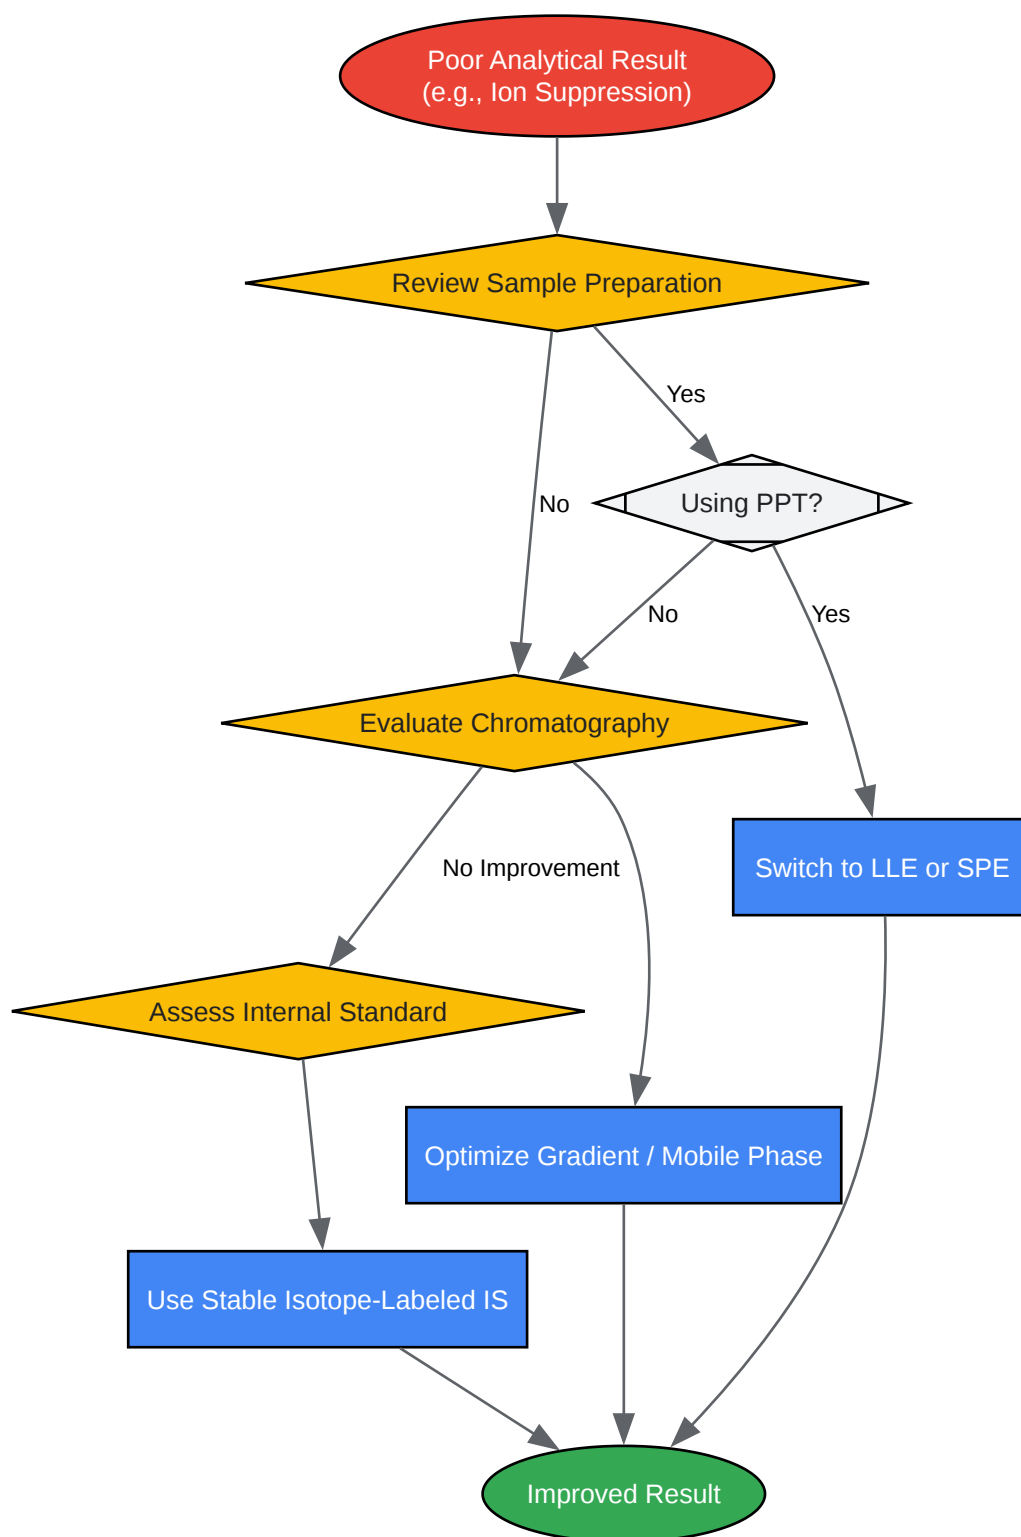 Poor Analytical Result
(e.g., Ion Suppression)
Review Sample Preparation
Yes
Using PPT?
No
No
Yes
Evaluate Chromatography
No Improvement
Switch to LLE or SPE
Assess Internal Standard
Optimize Gradient / Mobile Phase
Use Stable Isotope-Labeled IS
Improved Result